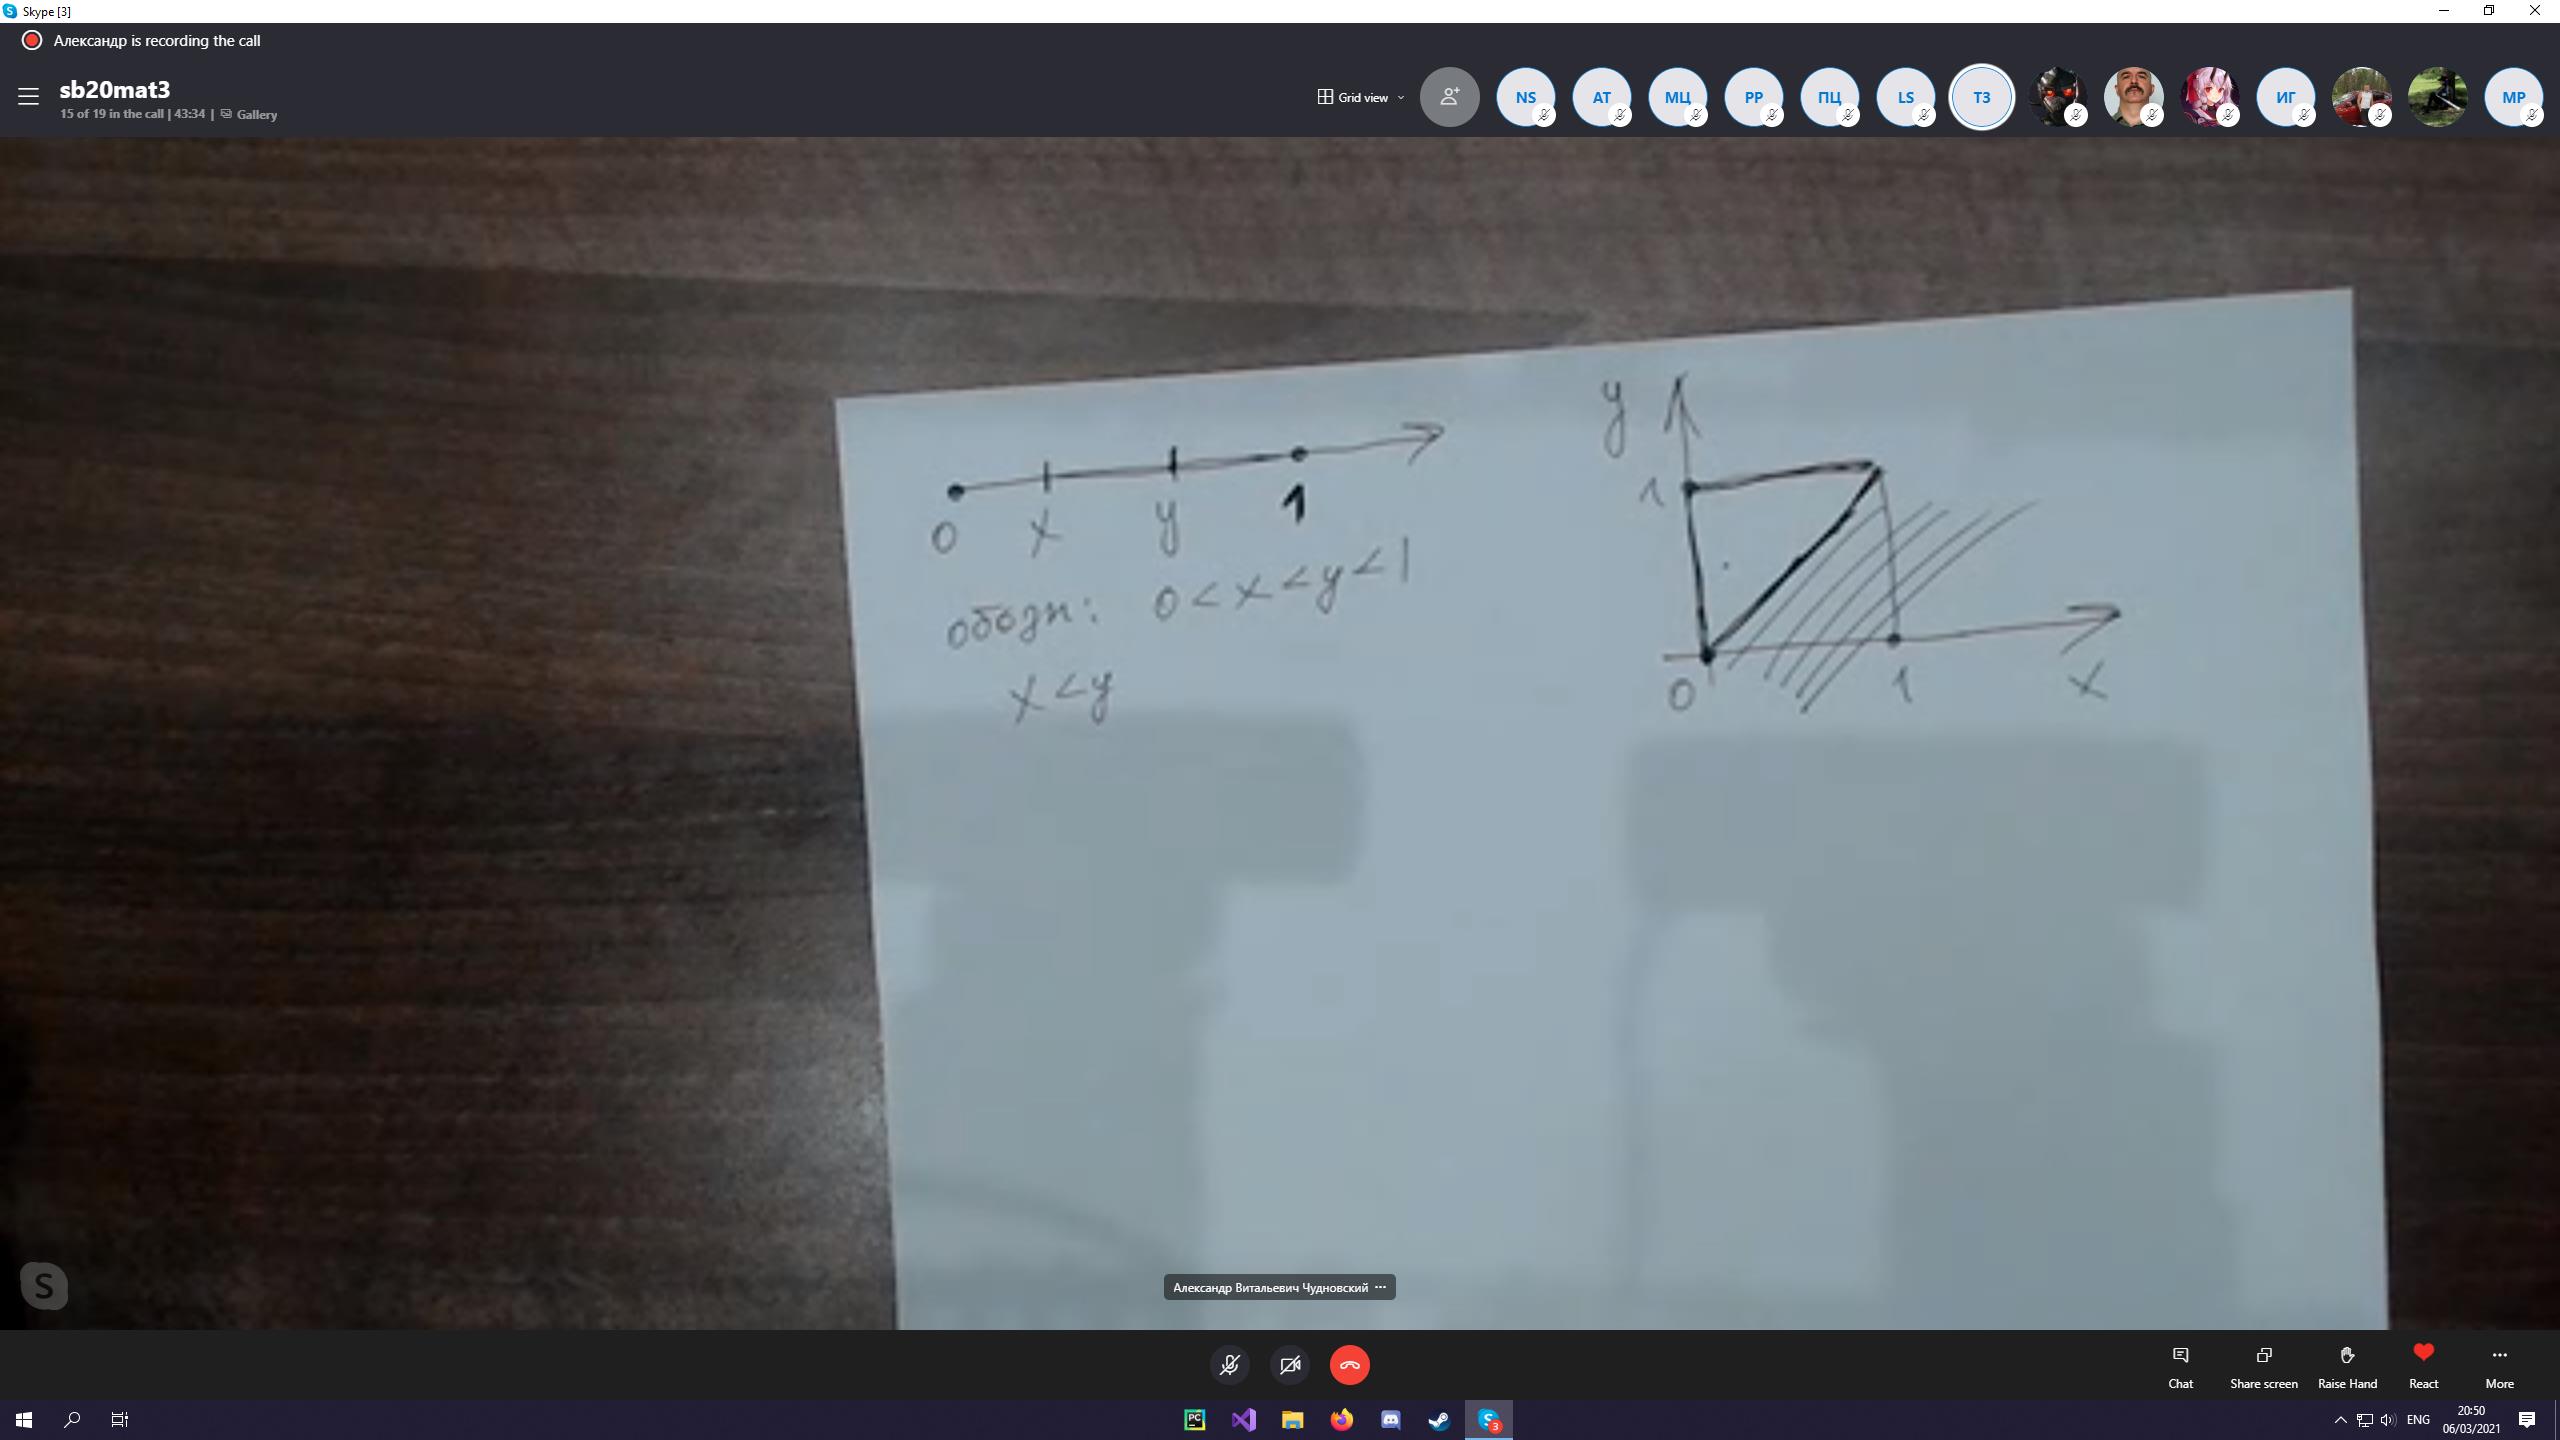 Skype [3]
Александр is recording the call
sb20mat3
15 of 19 in the call | 43:34 | Gallery
Grid view
NS AT МЦ PP ПЦ LS ТЗ ИГ MP
0 x y 1
обозн: 0 < x < y < 1
x < y
y
1
0 1 x
Александр Витальевич Чудновский ...
Chat Share screen Raise Hand React More
PC
3
ENG
20:50
06/03/2021